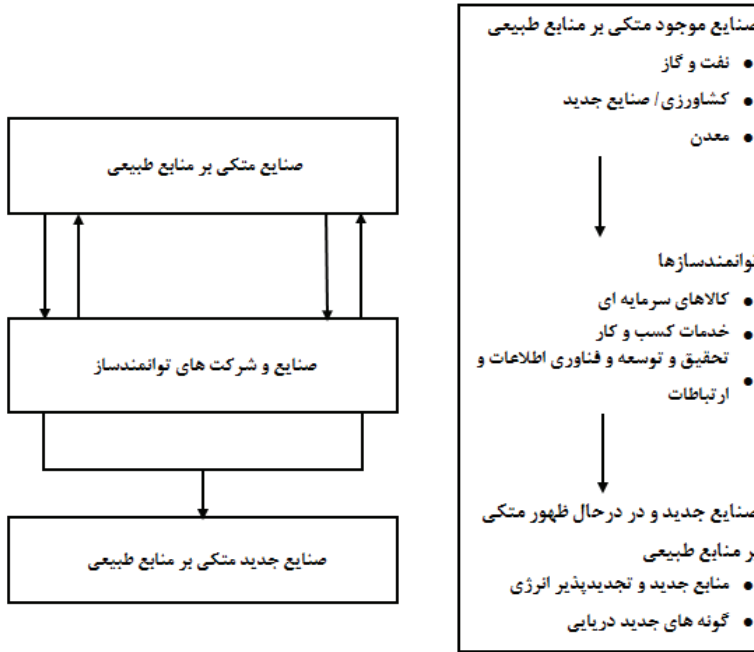 صنایع موجود متکی بر منابع طبیعی
● نفت و گاز
● کشاورزی/ صنایع جدید
● معدن
توانمندسازها
● کالاهای سرمایه ای
● خدمات کسب و کار
تحقیق و توسعه و فناوری اطلاعات و
● ارتباطات
صنایع جدید و در درحال ظهور متکی
بر منابع طبیعی
● منابع جدید و تجدیدپذیر انرژی
● گونه های جدید دریایی
صنایع متکی بر منابع طبیعی
صنایع و شرکت های توانمندساز
صنایع جدید متکی بر منابع طبیعی